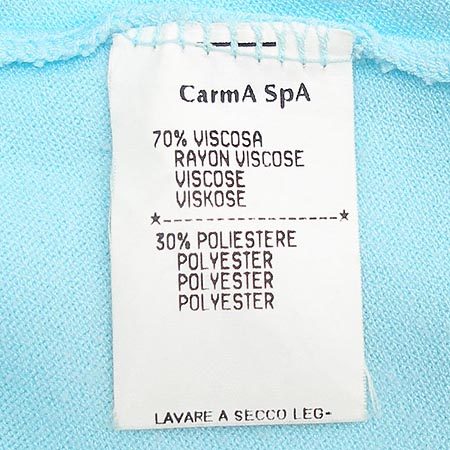 CarmA SpA
70% VISCOSA
RAYON VISCOSE
VISCOSE
VISKOSE
*----------------*
30% POLIESTERE
POLYESTER
POLYESTER
POLYESTER
LAVARE A SECCO LEG-